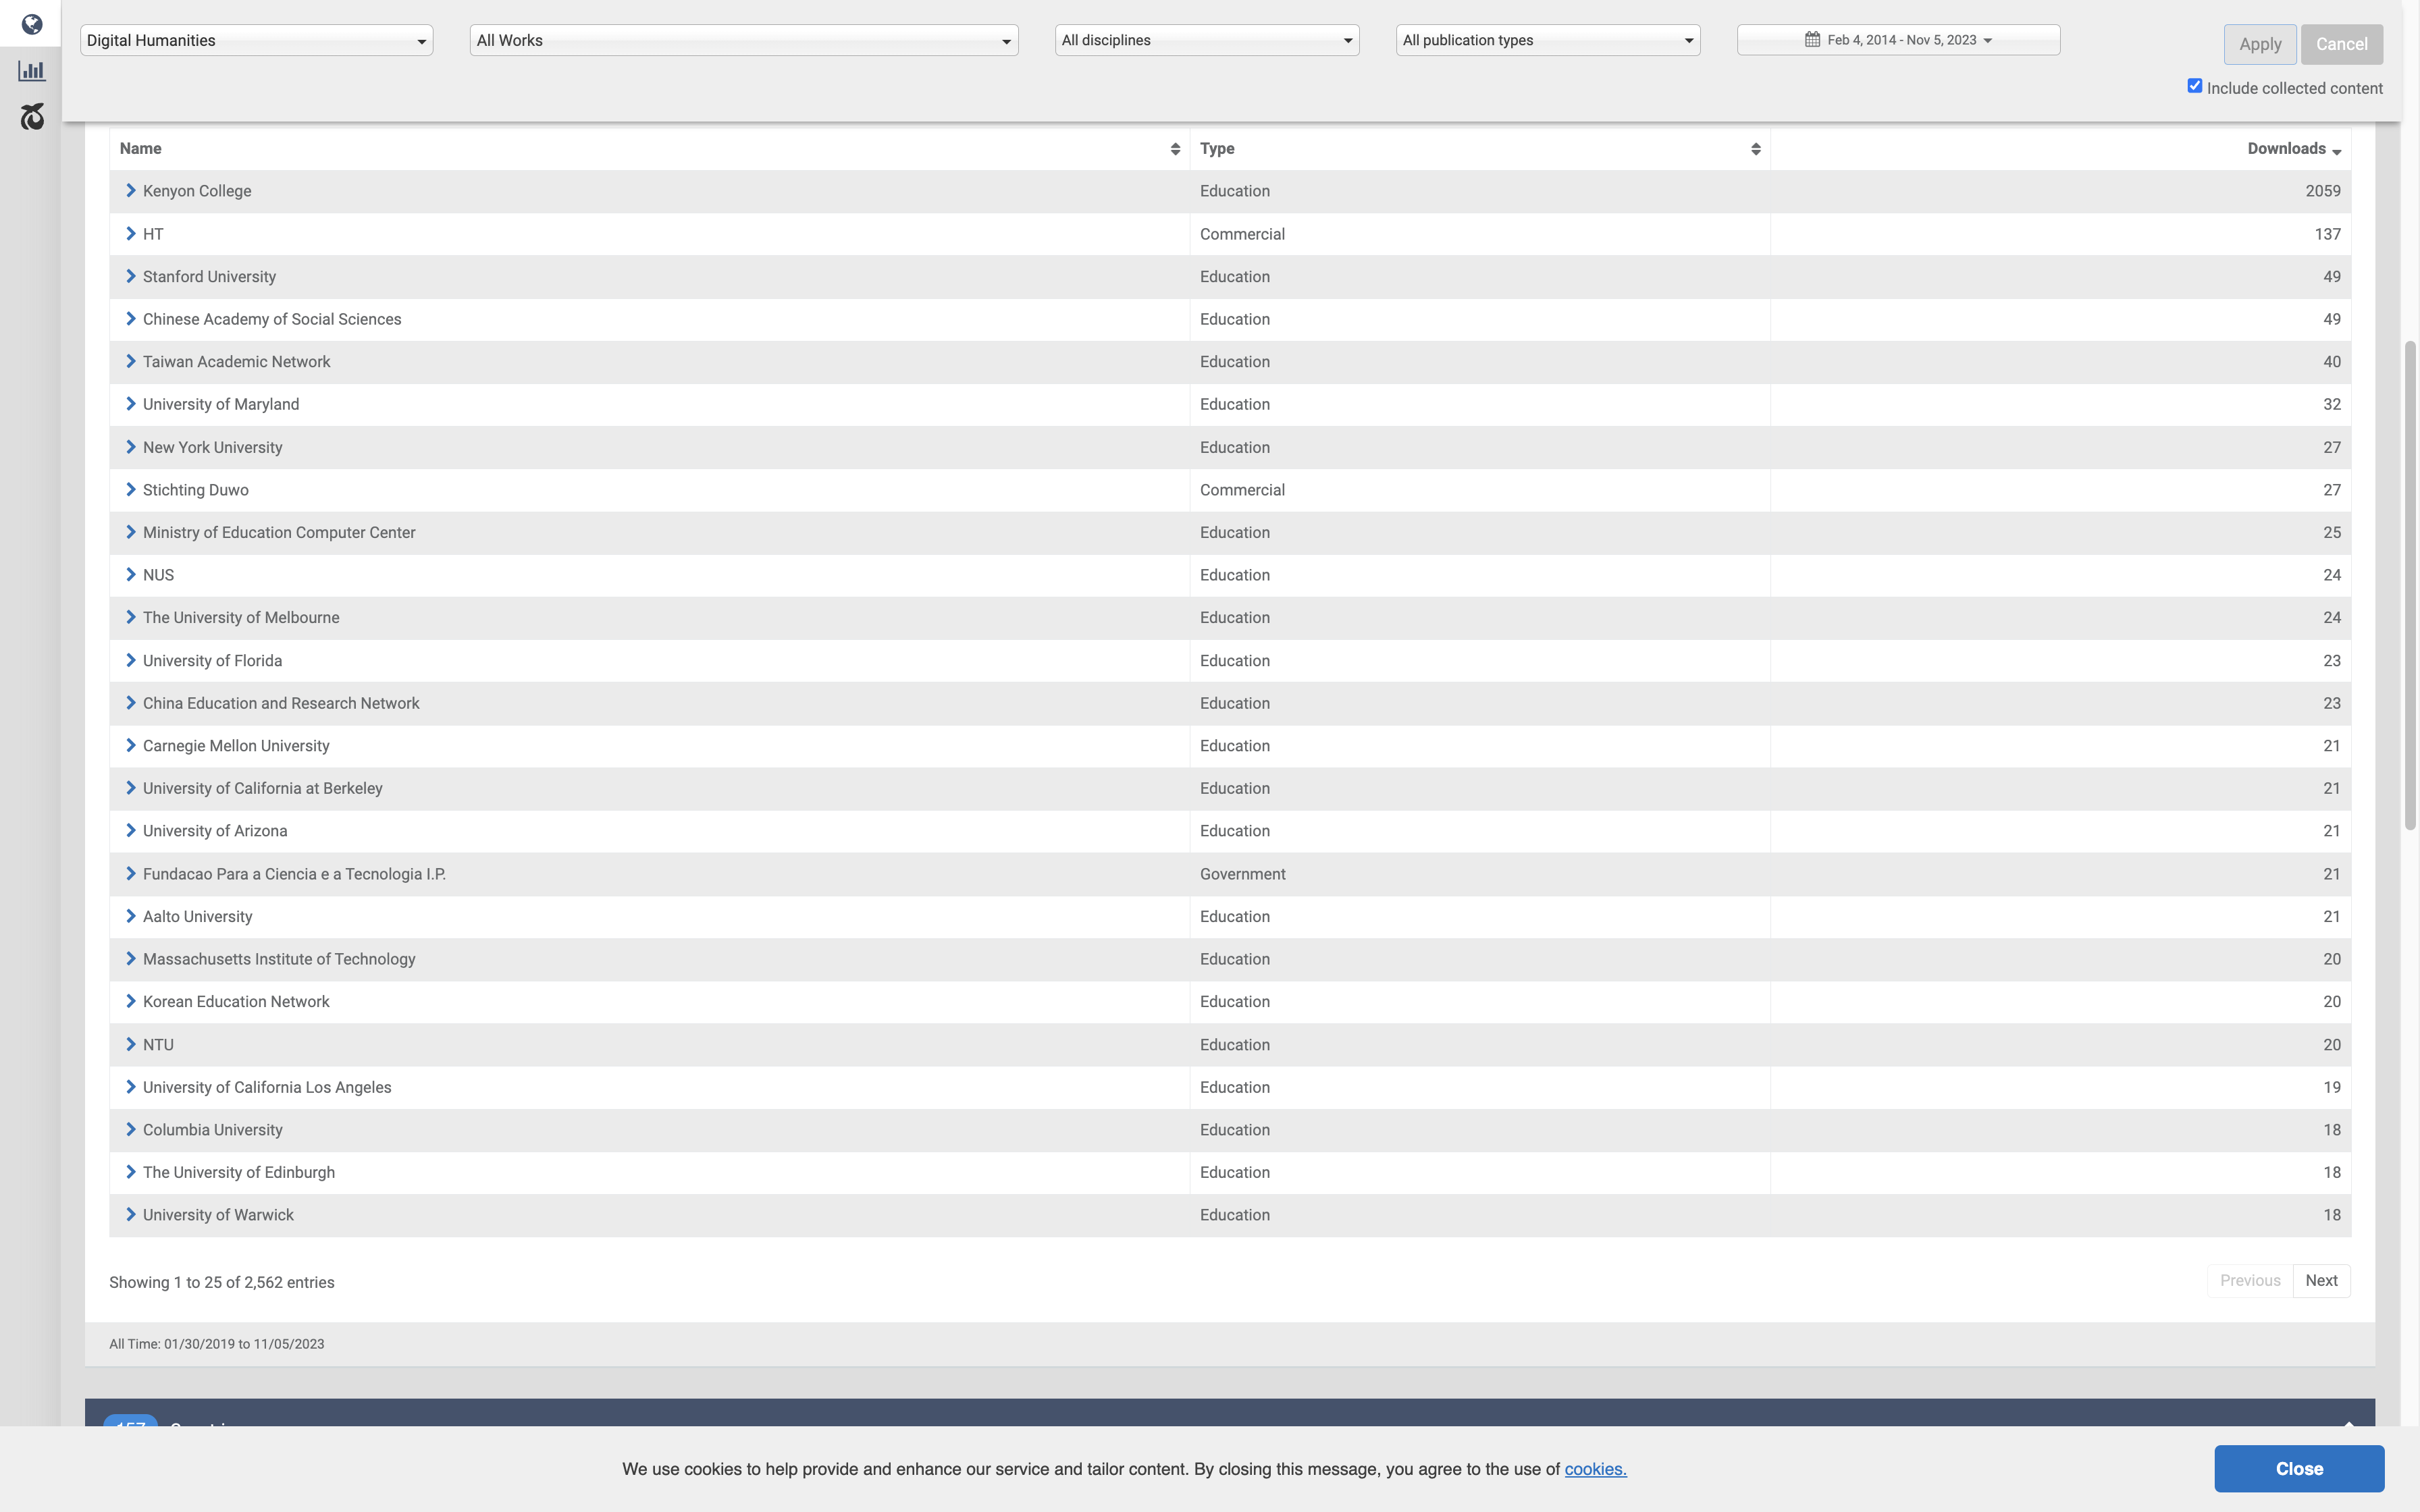 Digital Humanities All Works All disciplines All publication types Feb 4, 2014 - Nov 5, 2023 Apply Cancel
Include collected content
Name Type Downloads
Kenyon College Education 2059
HT Commercial 137
Stanford University Education 49
Chinese Academy of Social Sciences Education 49
Taiwan Academic Network Education 40
University of Maryland Education 32
New York University Education 27
Stichting Duwo Commercial 27
Ministry of Education Computer Center Education 25
NUS Education 24
The University of Melbourne Education 24
University of Florida Education 23
China Education and Research Network Education 23
Carnegie Mellon University Education 21
University of California at Berkeley Education 21
University of Arizona Education 21
Fundacao Para a Ciencia e a Tecnologia I.P. Government 21
Aalto University Education 21
Massachusetts Institute of Technology Education 20
Korean Education Network Education 20
NTU Education 20
University of California Los Angeles Education 19
Columbia University Education 18
The University of Edinburgh Education 18
University of Warwick Education 18
Showing 1 to 25 of 2,562 entries Previous Next
All Time: 01/30/2019 to 11/05/2023
We use cookies to help provide and enhance our service and tailor content. By closing this message, you agree to the use of cookies. Close